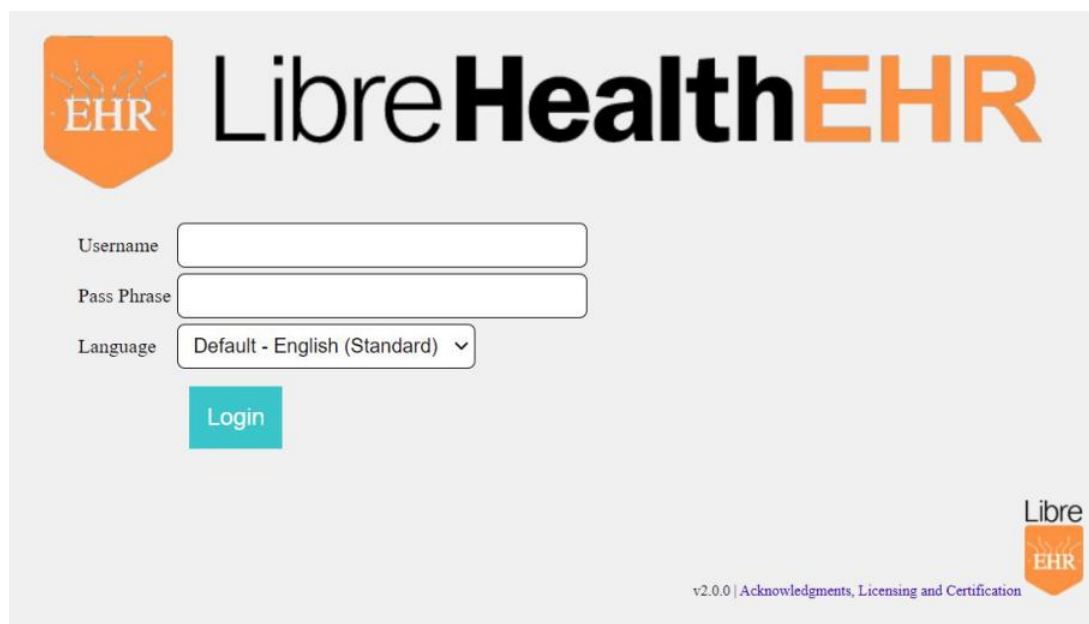 EHR LibreHealthEHR
Username
Pass Phrase
Language Default - English (Standard)
Login
Libre
EHR
v2.0.0 | Acknowledgments, Licensing and Certification